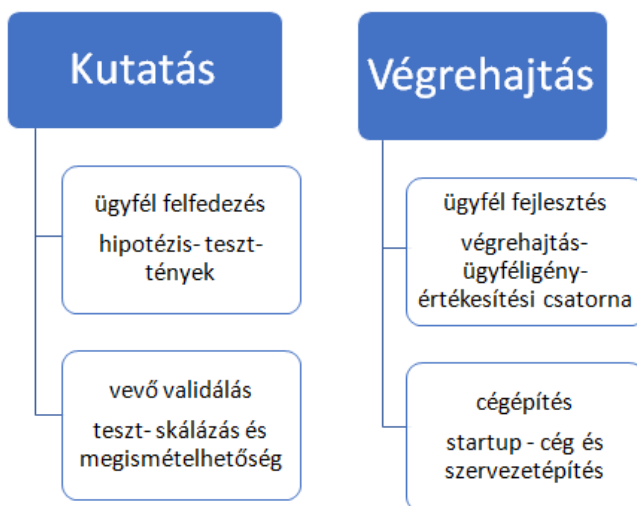 Kutatás
ügyfél felfedezés
hipotézis- teszt-
tények
vevő validálás
teszt- skálázás és
megismételhetőség
Végrehajtás
ügyfél fejlesztés
végrehajtás-
ügyféligény-
értékesítési csatorna
cégépítés
startup - cég és
szervezetépítés